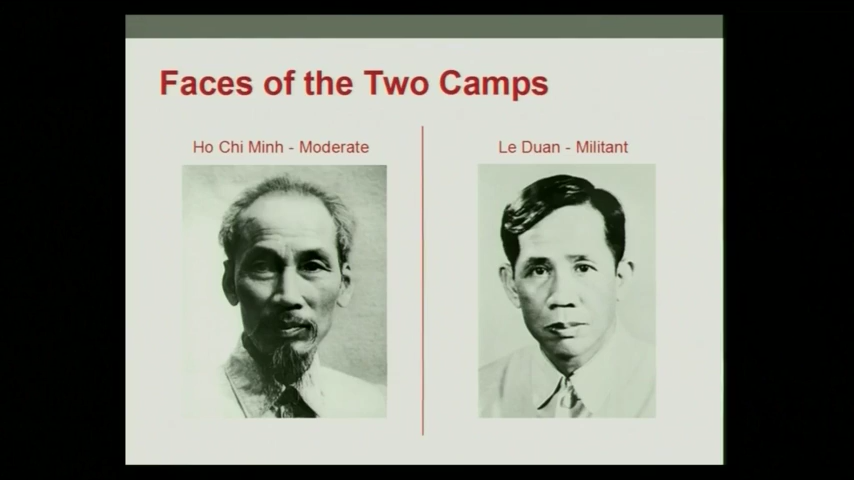 Faces of the Two Camps
Ho Chi Minh - Moderate
Le Duan - Militant